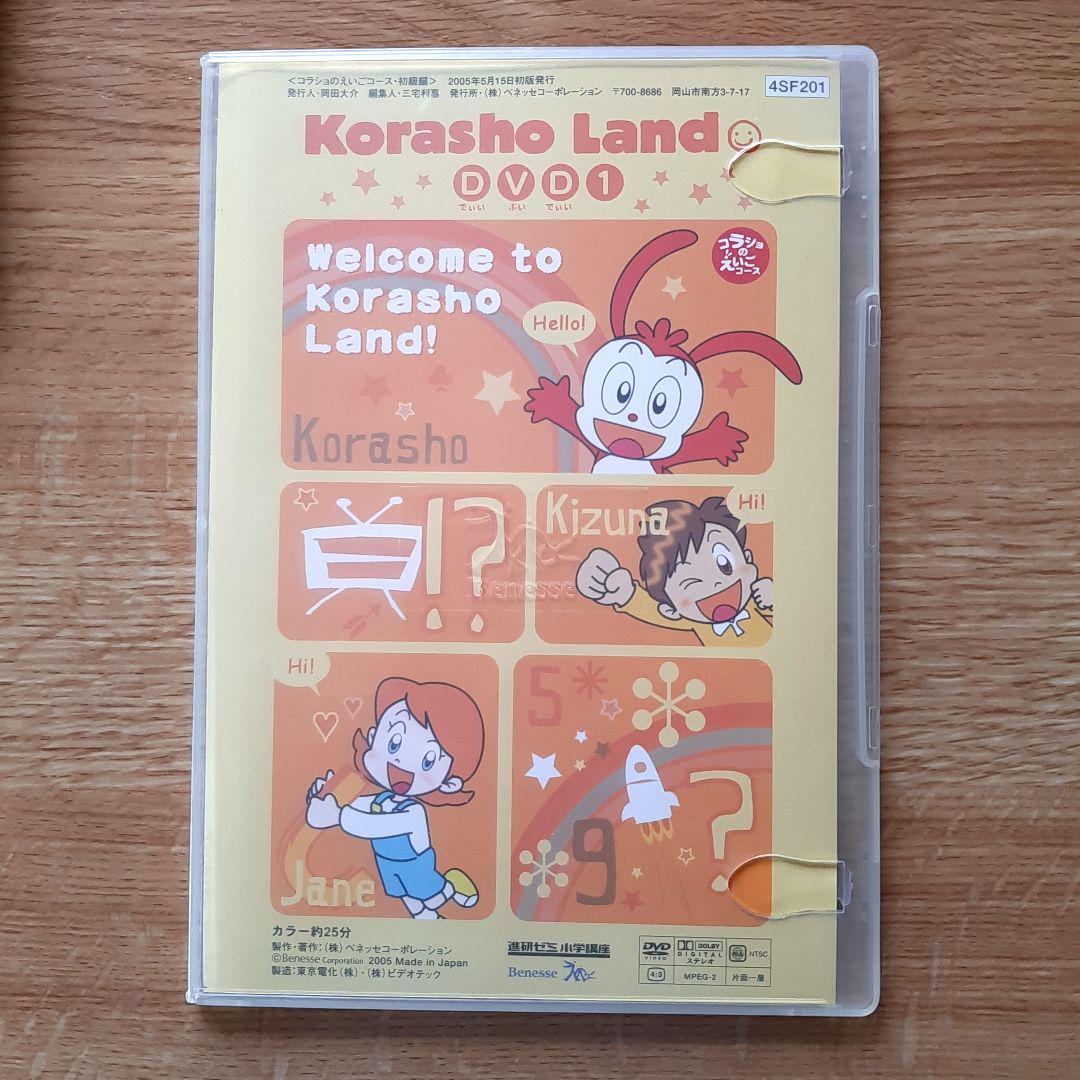 <コラショのえいごコース・初級編> 2005年5月15日初版発行
発行人・岡田大介 編集人・三宅利嘉 発行所・(株)ベネッセコーポレーション 〒700-8686 岡山市南方3-7-17
4SF201
Korasho Land
DVD1
でぃい ぶい でぃい
Welcome to
Korasho
Land!
Hello!
コラショ
の
えいご
コース
Korasho
!?
Kizuna
Hi!
Benesse
Hi!
Jane
5*
9
?
カラー約25分
製作・著作:(株)ベネッセコーポレーション
©Benesse Corporation 2005 Made in Japan
製造:東京電化(株)・(株)ビデオテック
進研ゼミ 小学講座
Benesse
DVD
VIDEO
DOLBY
DIGITAL
ステレオ
ALL
NTSC
4:3
MPEG-2
片面一層